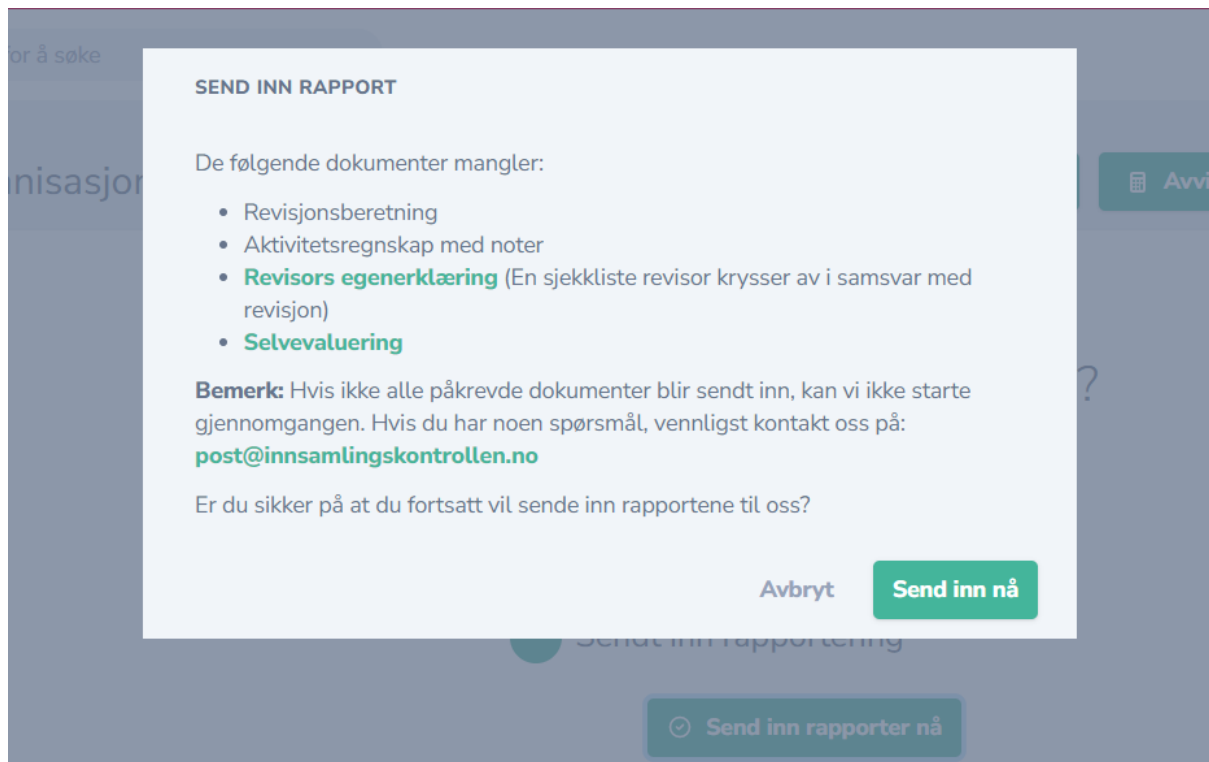 for å søke
SEND INN RAPPORT
De følgende dokumenter mangler:
nisasjor
Avvi
• Revisjonsberetning
• Aktivitetsregnskap med noter
• Revisors egenerklæring (En sjekkliste revisor krysser av i samsvar med
revisjon)
• Selvevaluering
Bemerk: Hvis ikke alle påkrevde dokumenter blir sendt inn, kan vi ikke starte
?
gjennomgangen. Hvis du har noen spørsmål, vennligst kontakt oss på:
post@innsamlingskontrollen.no
Er du sikker på at du fortsatt vil sende inn rapportene til oss?
Avbryt Send inn nå
Sendt inn rapportering
Send inn rapporter nå